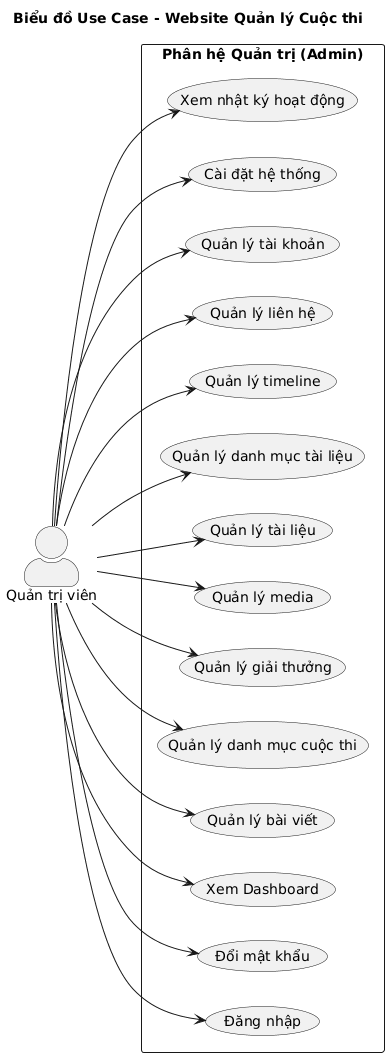 Biểu đồ Use Case - Website Quản lý Cuộc thi
Phân hệ Quản trị (Admin)
Xem nhật ký hoạt động
Cài đặt hệ thống
Quản lý tài khoản
Quản lý liên hệ
Quản lý timeline
Quản lý danh mục tài liệu
Quản lý tài liệu
Quản trị viên
Quản lý media
Quản lý giải thưởng
Quản lý danh mục cuộc thi
Quản lý bài viết
Xem Dashboard
Đổi mật khẩu
Đăng nhập